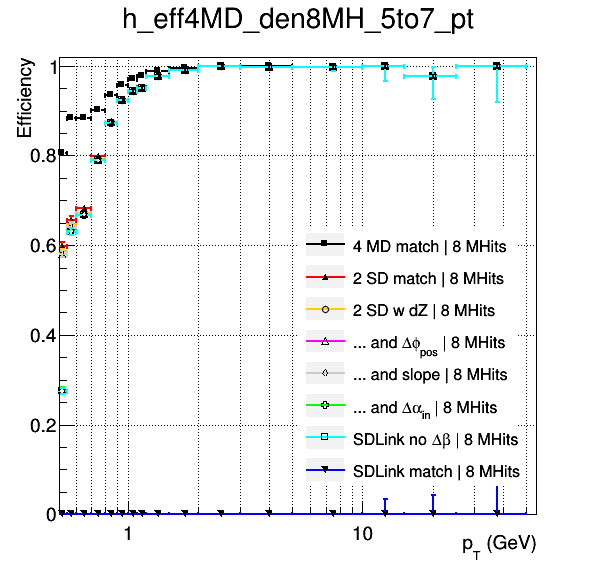 h_eff4MD_den8MH_5to7_pt
Efficiency
1
0.8
0.6
0.4
0.2
0
4 MD match | 8 MHits
2 SD match | 8 MHits
2 SD w dZ | 8 MHits
... and Δϕpos | 8 MHits
... and slope | 8 MHits
... and Δαin | 8 MHits
SDLink no Δβ | 8 MHits
SDLink match | 8 MHits
1 10
pT (GeV)